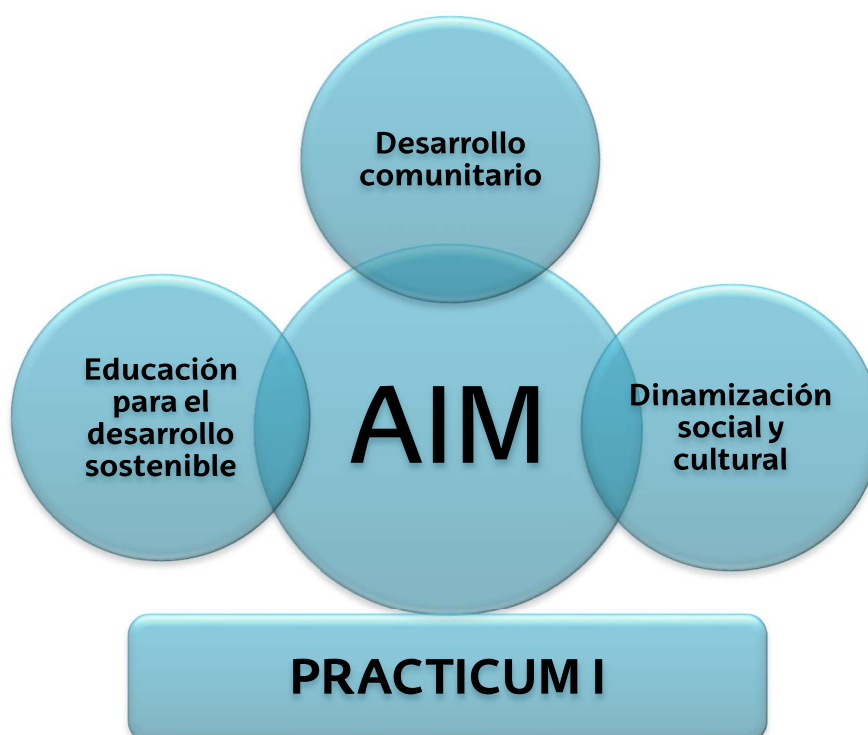 Desarrollo
comunitario
Educación
para el
desarrollo
sostenible
AIM
Dinamización
social y
cultural
PRACTICUM I